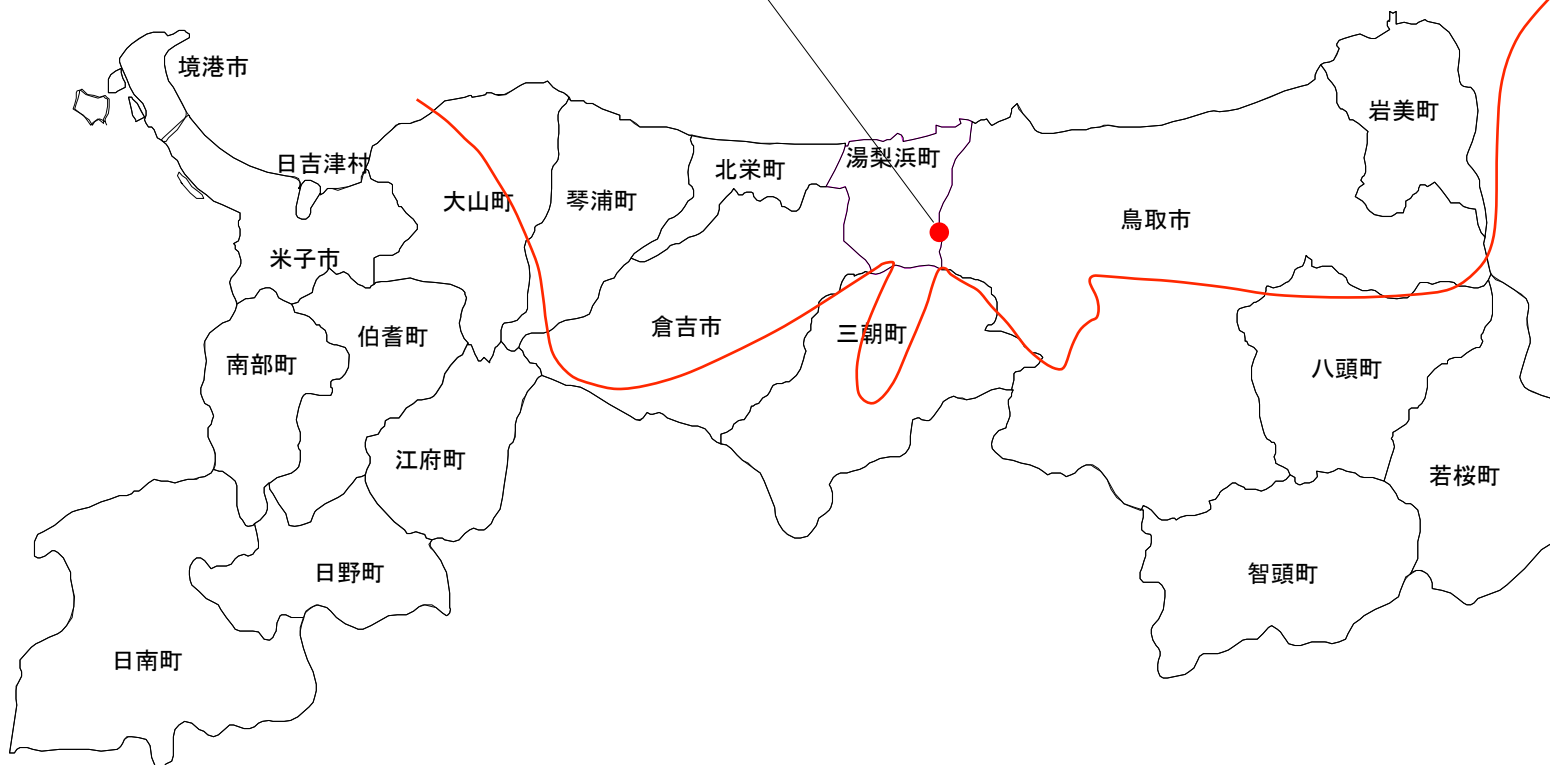 境港市
岩美町
湯梨浜町
日吉津村
北栄町
大山町
琴浦町
鳥取市
米子市
倉吉市
三朝町
伯耆町
南部町
八頭町
江府町
若桜町
日野町
智頭町
日南町